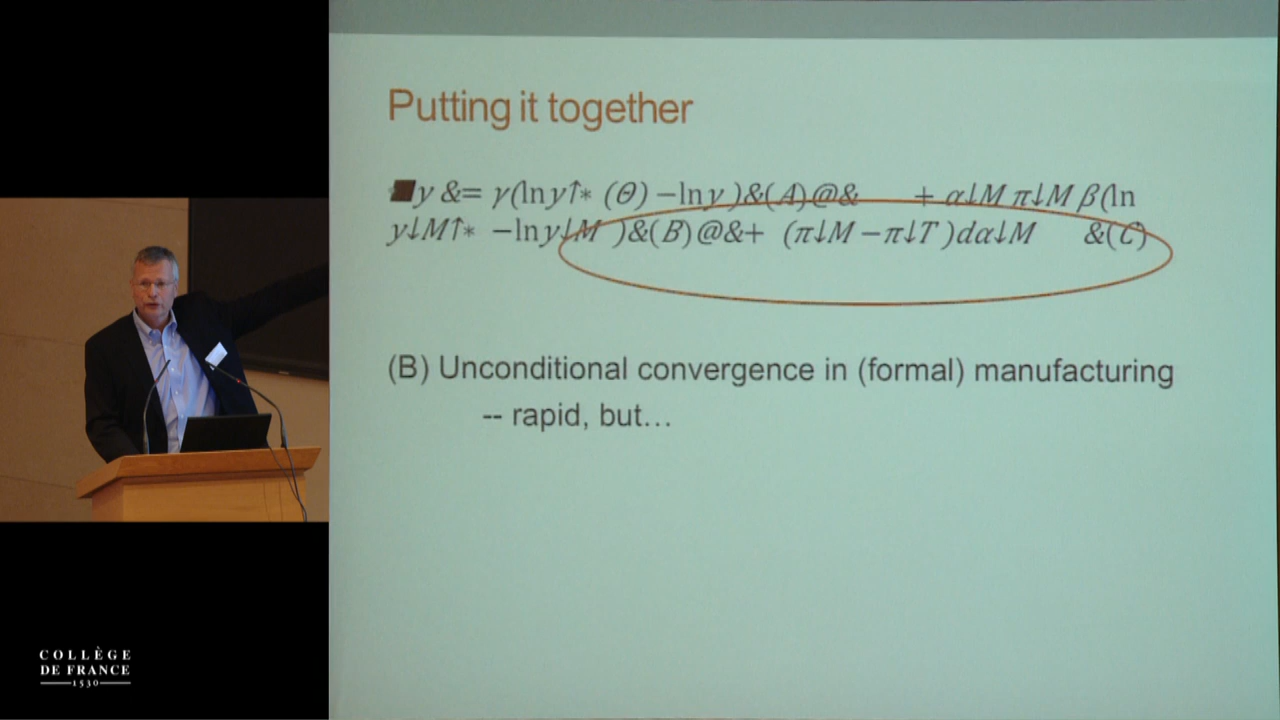 Putting it together
■y &= γ(ln y↑∗ (Θ) −ln y )&(A)@&      + α↓M π↓M β(ln
y↓M↑∗ −ln y↓M )&(B)@&+ (π↓M −π↓T )dα↓M    &(C)
(B) Unconditional convergence in (formal) manufacturing
-- rapid, but…
COLLÈGE
DE FRANCE
1530